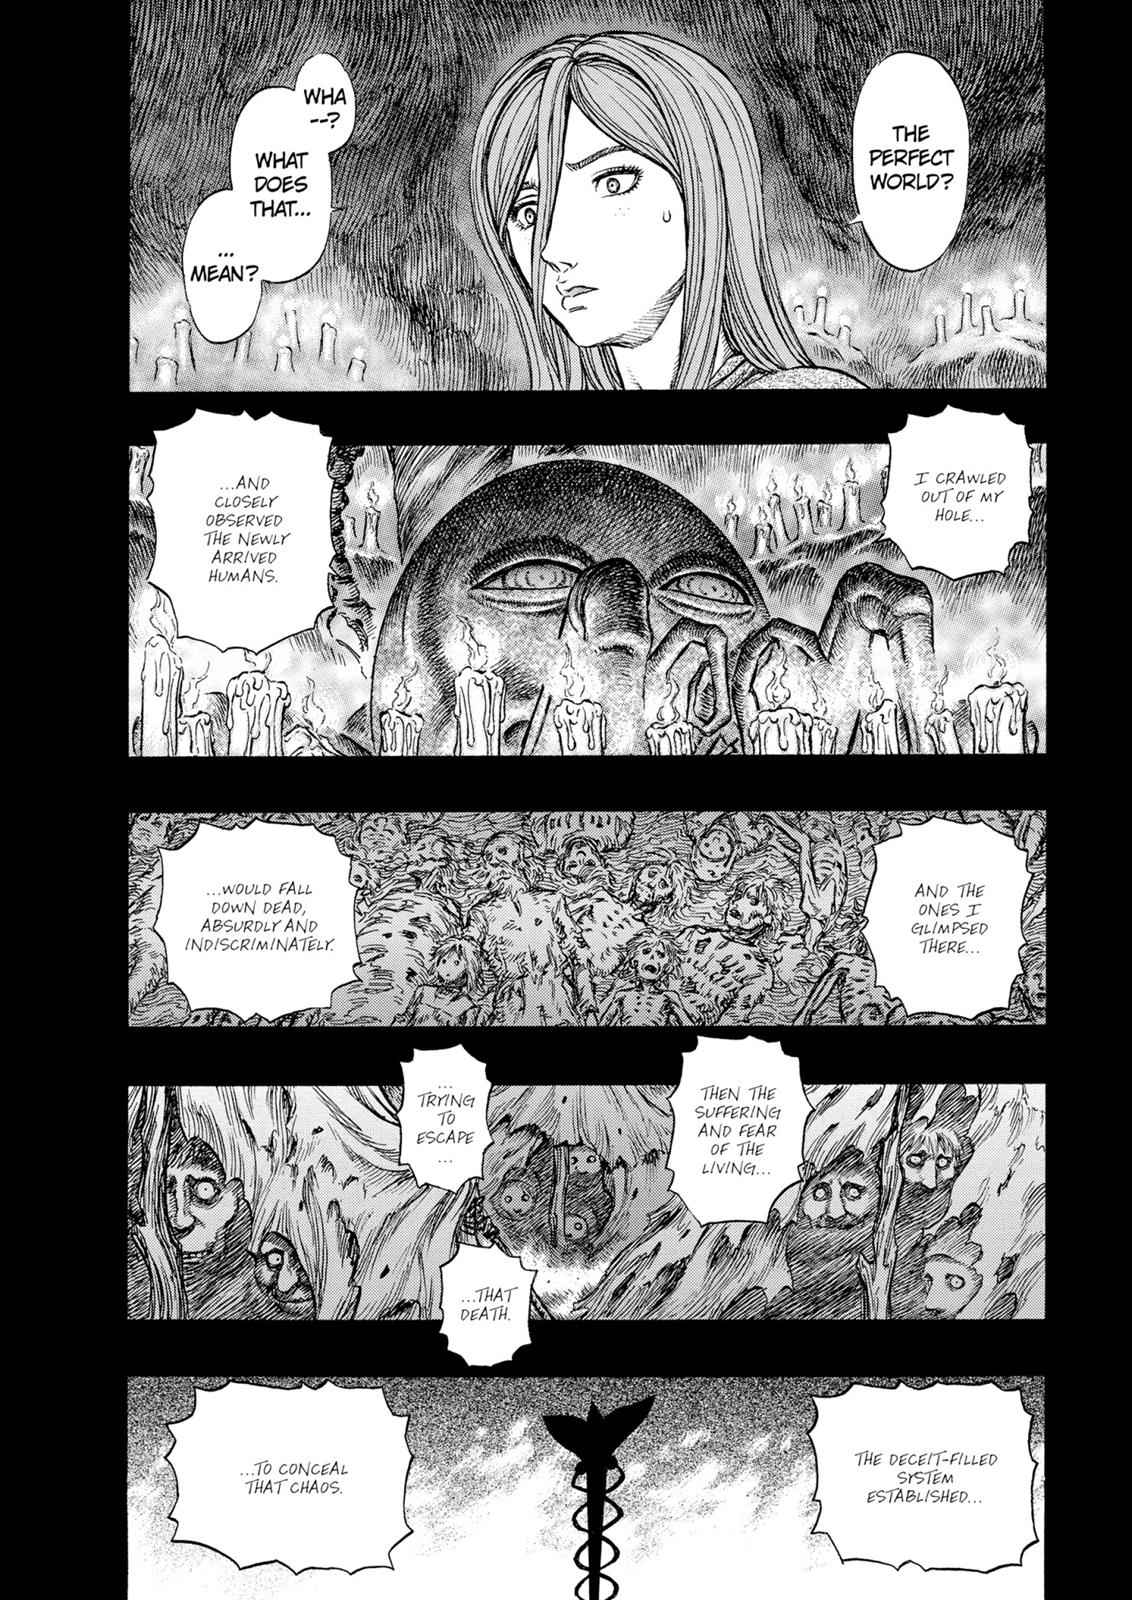 THE
PERFECT
WORLD?
WHA
--?
WHAT
DOES
THAT...
...
MEAN?
I CRAWLED
OUT OF MY
HOLE...
...AND
CLOSELY
OBSERVED
THE NEWLY
ARRIVED
HUMANS.
AND THE
ONES I
GLIMPSED
THERE...
...WOULD FALL
DOWN DEAD,
ABSURDLY AND
INDISCRIMINATELY.
THEN THE
SUFFERING
AND FEAR
OF THE
LIVING...
...
TRYING
TO
ESCAPE
...
...THAT
DEATH.
THE DECEIT-FILLED
SYSTEM
ESTABLISHED...
...TO CONCEAL
THAT CHAOS.